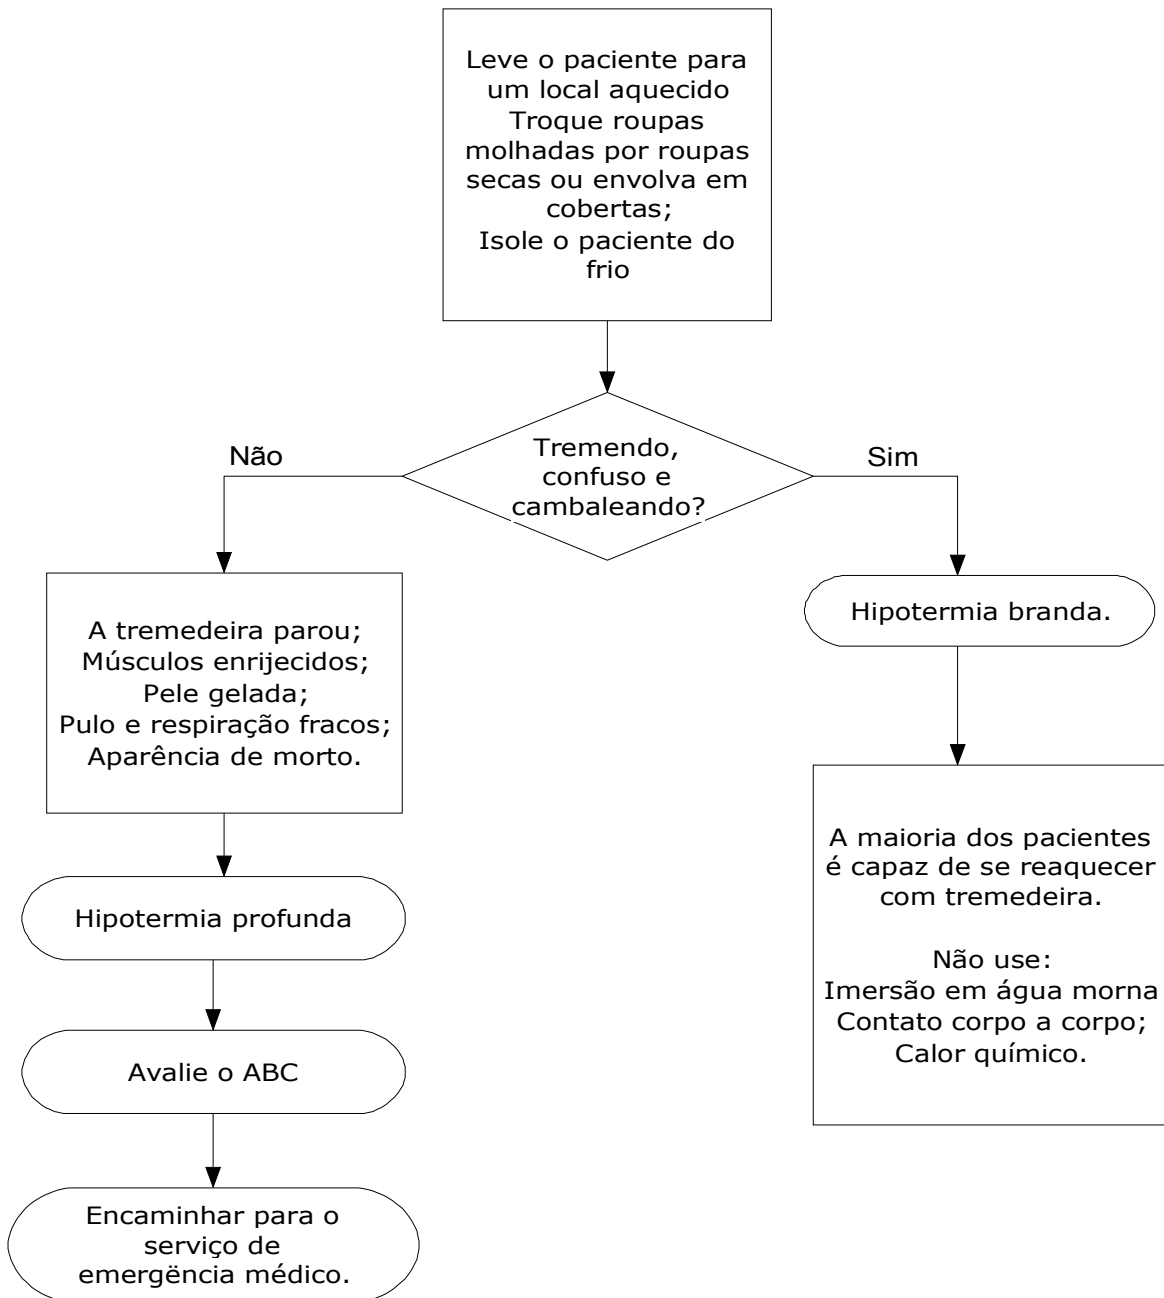 Leve o paciente para
um local aquecido
Troque roupas
molhadas por roupas
secas ou envolva em
cobertas;
Isole o paciente do
frio
Tremendo,
confuso e
cambaleando?
Não
Sim
A tremedeira parou;
Músculos enrijecidos;
Pele gelada;
Pulo e respiração fracos;
Aparência de morto.
Hipotermia profunda
Avalie o ABC
Encaminhar para o
serviço de
emergëncia médico.
Hipotermia branda.
A maioria dos pacientes
é capaz de se reaquecer
com tremedeira.
Não use:
Imersão em água morna
Contato corpo a corpo;
Calor químico.